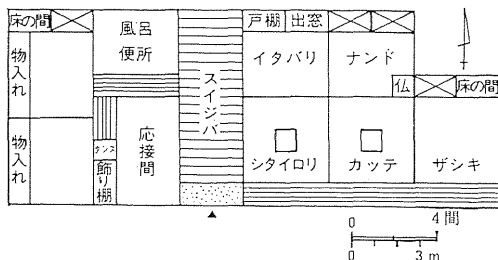 床の間
物入れ
物入れ
風呂
便所
タンス
飾り棚
応接間
スイジバ
戸棚
出窓
イタバリ
ナンド
仏
床の間
シタイロリ
カッテ
ザシキ
0 4間
0 3m